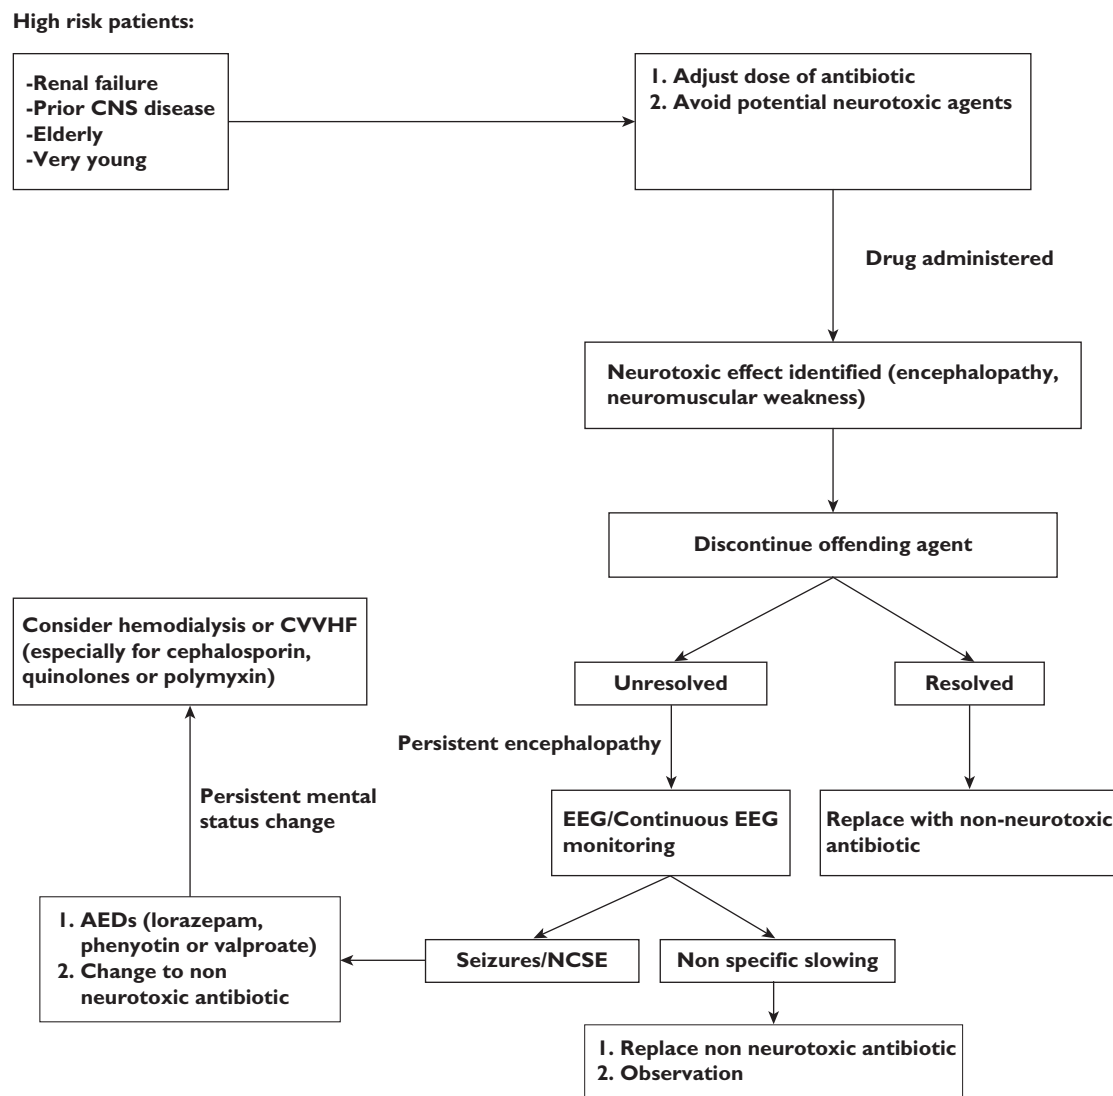 High risk patients:
-Renal failure
-Prior CNS disease
-Elderly
-Very young
1. Adjust dose of antibiotic
2. Avoid potential neurotoxic agents
Drug administered
Neurotoxic effect identified (encephalopathy,
neuromuscular weakness)
Discontinue offending agent
Unresolved
Resolved
Persistent encephalopathy
EEG/Continuous EEG
monitoring
Replace with non-neurotoxic
antibiotic
Seizures/NCSE
Non specific slowing
1. Replace non neurotoxic antibiotic
2. Observation
1. AEDs (lorazepam,
phenyotin or valproate)
2. Change to non
neurotoxic antibiotic
Persistent mental
status change
Consider hemodialysis or CVVHF
(especially for cephalosporin,
quinolones or polymyxin)